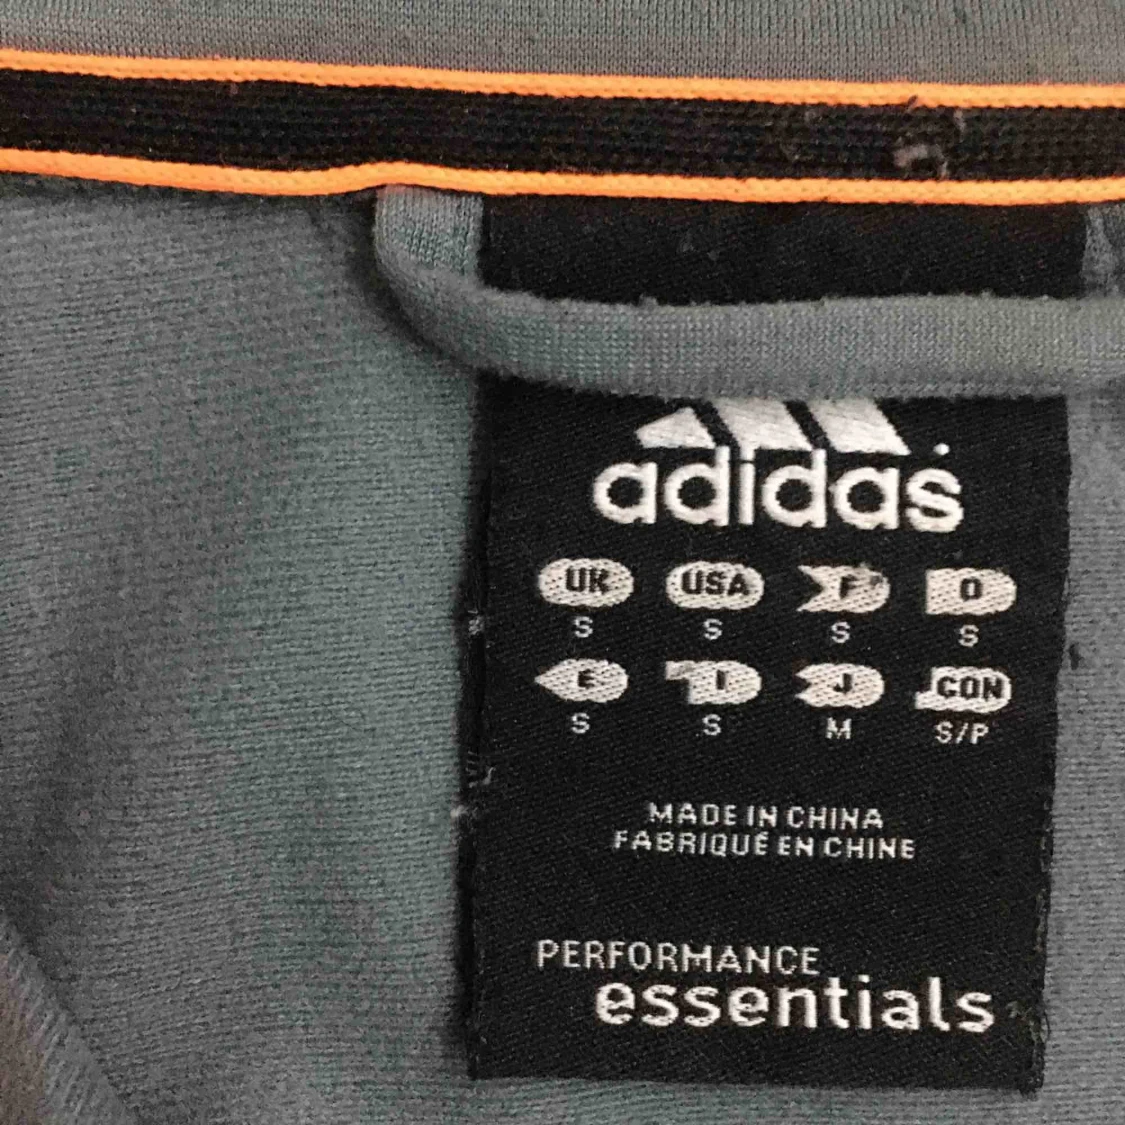 adidas
UK USA F D
S S S S
E I J CON
S S M S/P
MADE IN CHINA
FABRIQUÉ EN CHINE
PERFORMANCE
essentials